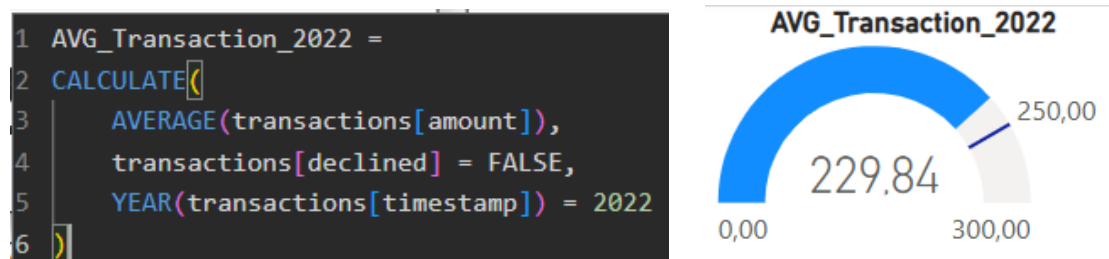 1 AVG_Transaction_2022 =
2 CALCULATE(
3 AVERAGE(transactions[amount]),
4 transactions[declined] = FALSE,
5 YEAR(transactions[timestamp]) = 2022
6 )
AVG_Transaction_2022
250,00
229,84
0,00
300,00